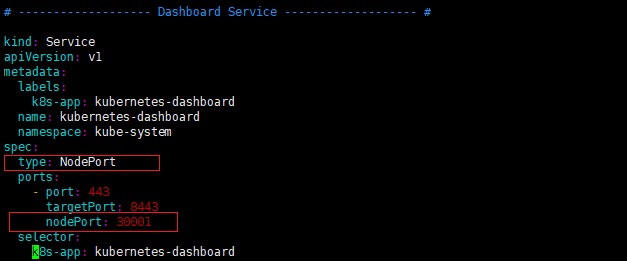 # ------------------- Dashboard Service ------------------- #
kind: Service
apiVersion: v1
metadata:
  labels:
    k8s-app: kubernetes-dashboard
  name: kubernetes-dashboard
  namespace: kube-system
spec:
  type: NodePort
  ports:
    - port: 443
      targetPort: 8443
      nodePort: 30001
  selector:
    k8s-app: kubernetes-dashboard